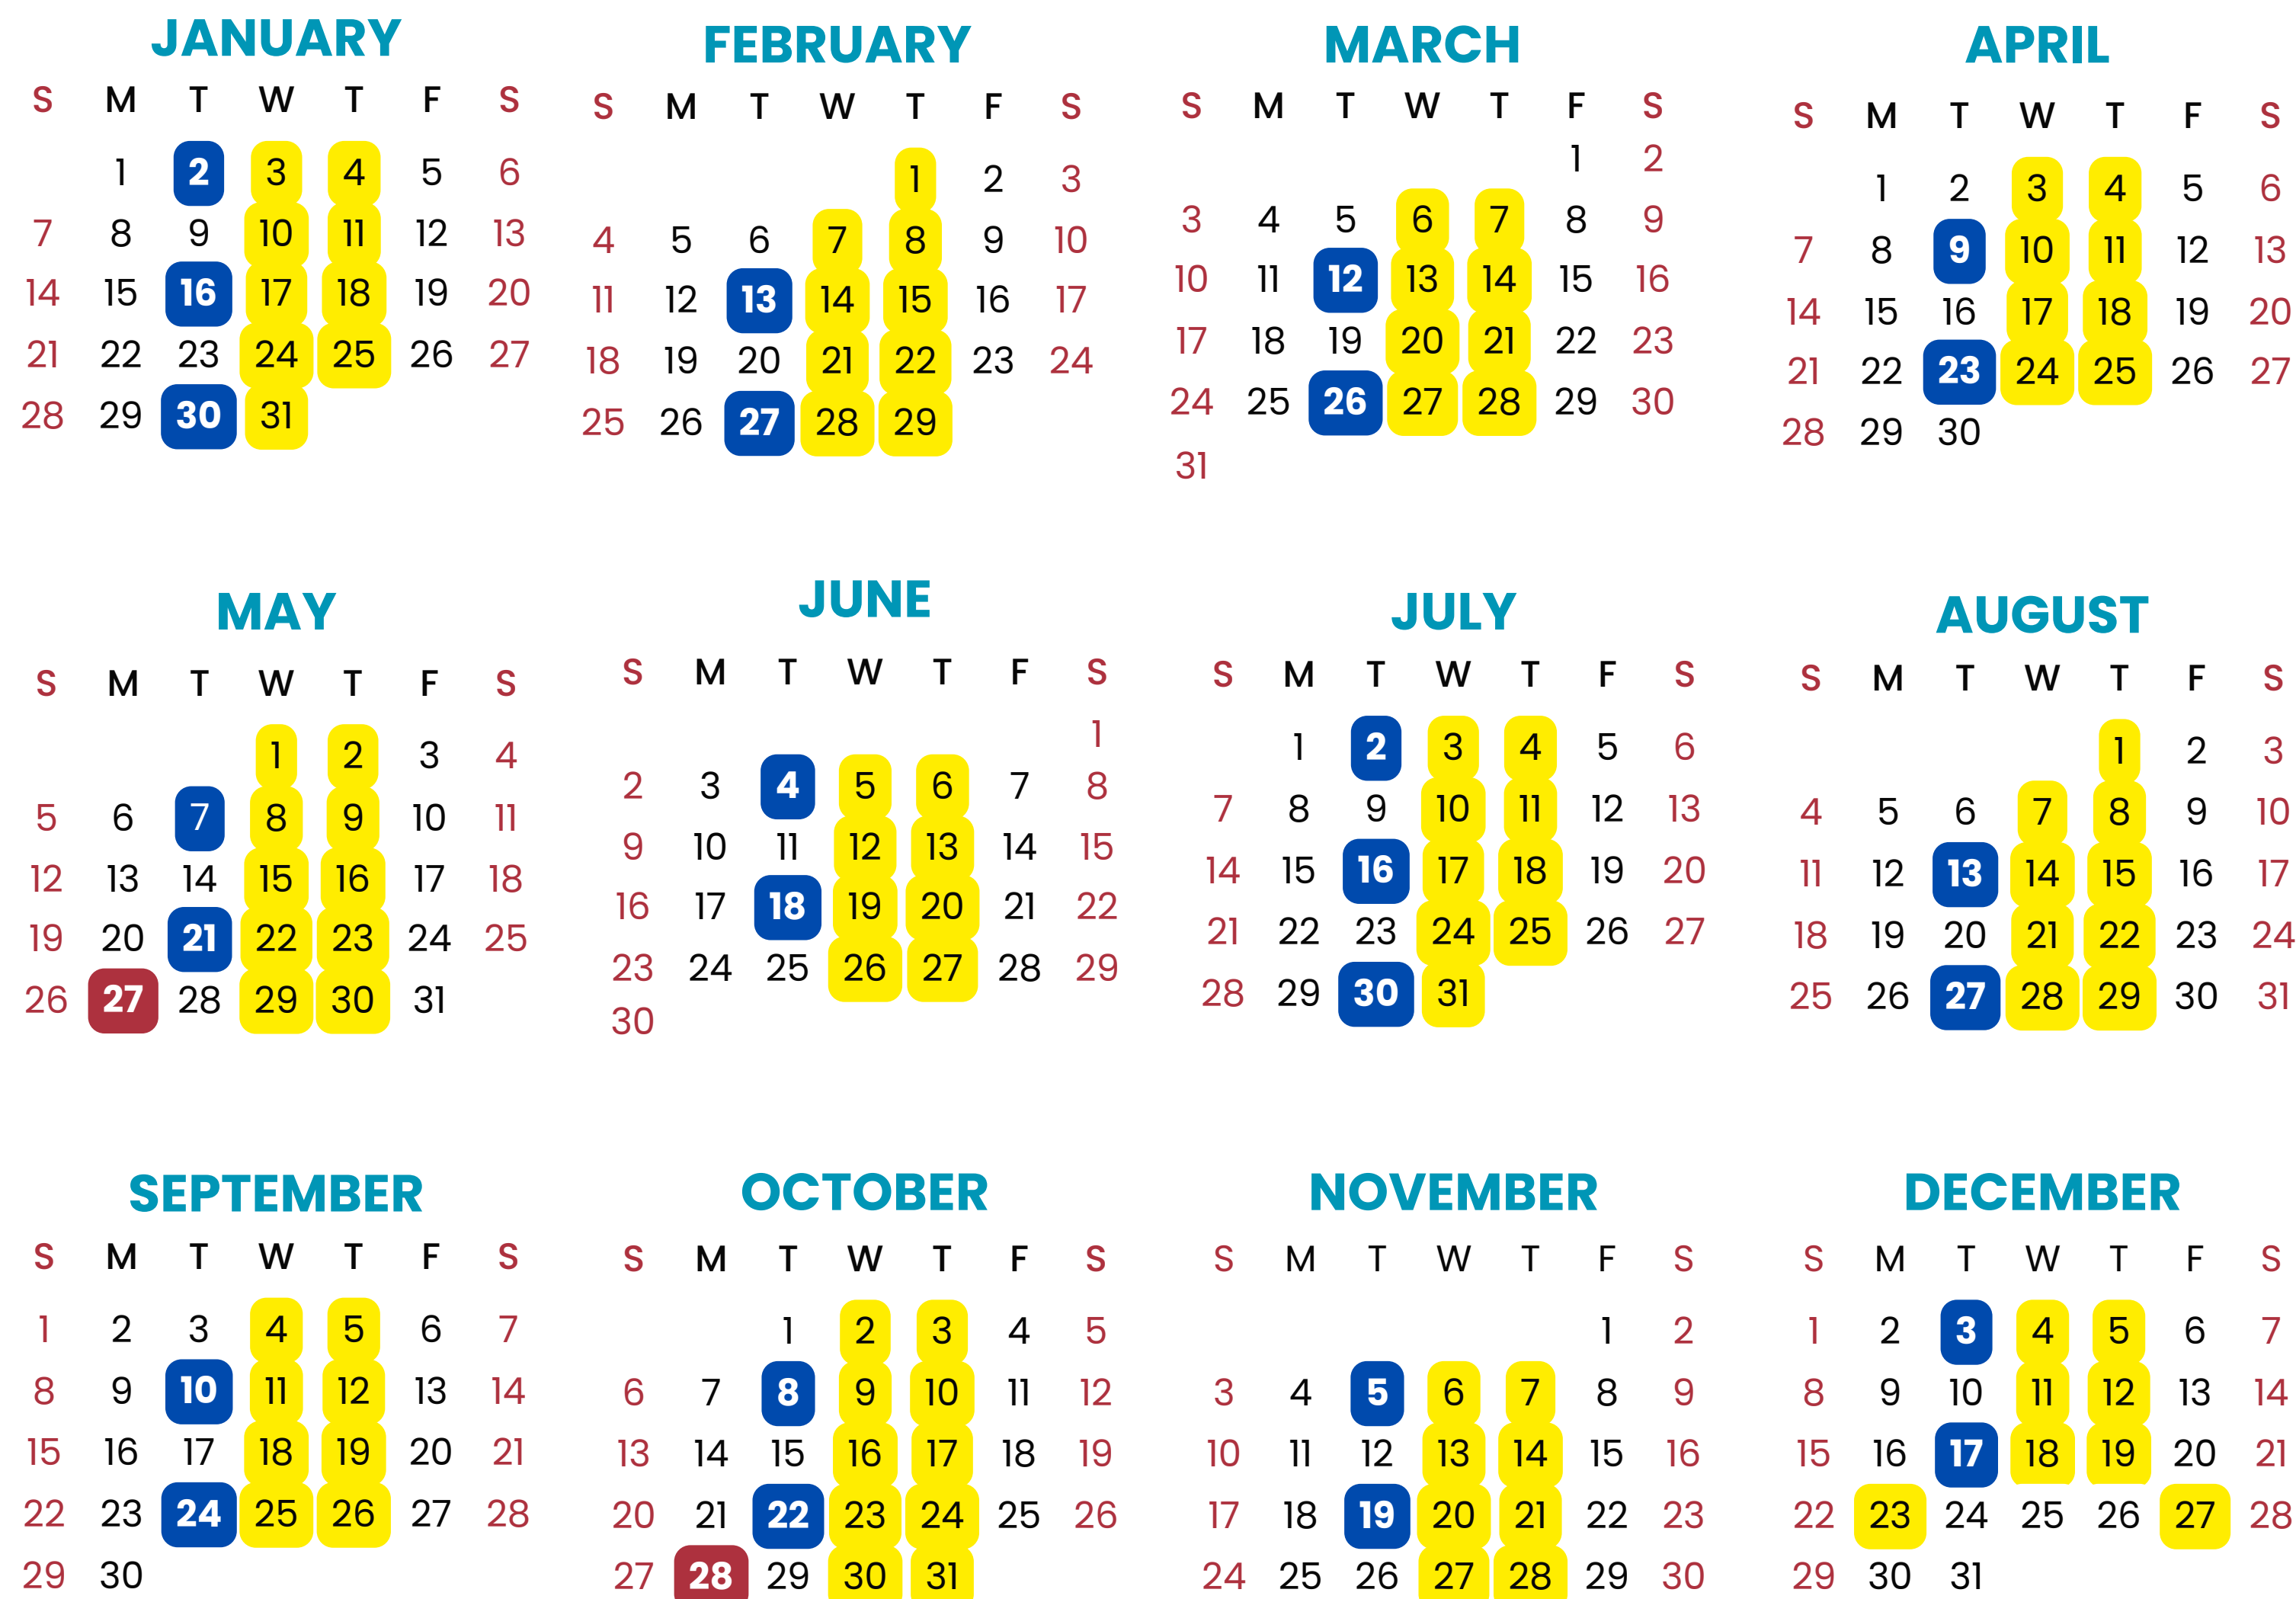 JANUARY
S M T W T F S
1 2 3 4 5 6
7 8 9 10 11 12 13
14 15 16 17 18 19 20
21 22 23 24 25 26 27
28 29 30 31
FEBRUARY
S M T W T F S
1 2 3
4 5 6 7 8 9 10
11 12 13 14 15 16 17
18 19 20 21 22 23 24
25 26 27 28 29
MARCH
S M T W T F S
1 2
3 4 5 6 7 8 9
10 11 12 13 14 15 16
17 18 19 20 21 22 23
24 25 26 27 28 29 30
31
APRIL
S M T W T F S
1 2 3 4 5 6
7 8 9 10 11 12 13
14 15 16 17 18 19 20
21 22 23 24 25 26 27
28 29 30
MAY
S M T W T F S
1 2 3 4
5 6 7 8 9 10 11
12 13 14 15 16 17 18
19 20 21 22 23 24 25
26 27 28 29 30 31
JUNE
S M T W T F S
1
2 3 4 5 6 7 8
9 10 11 12 13 14 15
16 17 18 19 20 21 22
23 24 25 26 27 28 29
30
JULY
S M T W T F S
1 2 3 4 5 6
7 8 9 10 11 12 13
14 15 16 17 18 19 20
21 22 23 24 25 26 27
28 29 30 31
AUGUST
S M T W T F S
1 2 3
4 5 6 7 8 9 10
11 12 13 14 15 16 17
18 19 20 21 22 23 24
25 26 27 28 29 30 31
SEPTEMBER
S M T W T F S
1 2 3 4 5 6 7
8 9 10 11 12 13 14
15 16 17 18 19 20 21
22 23 24 25 26 27 28
29 30
OCTOBER
S M T W T F S
1 2 3 4 5
6 7 8 9 10 11 12
13 14 15 16 17 18 19
20 21 22 23 24 25 26
27 28 29 30 31
NOVEMBER
S M T W T F S
1 2
3 4 5 6 7 8 9
10 11 12 13 14 15 16
17 18 19 20 21 22 23
24 25 26 27 28 29 30
DECEMBER
S M T W T F S
1 2 3 4 5 6 7
8 9 10 11 12 13 14
15 16 17 18 19 20 21
22 23 24 25 26 27 28
29 30 31